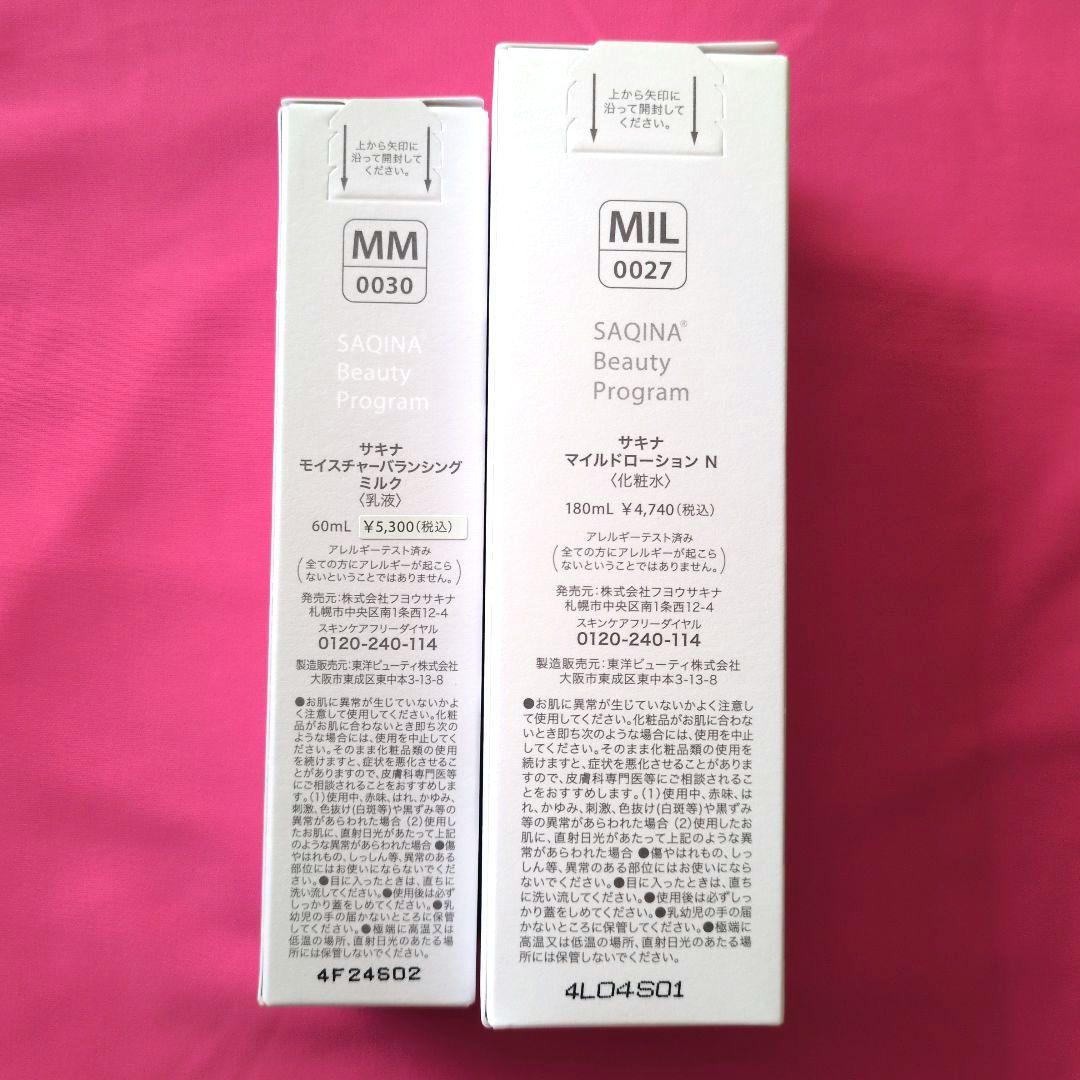 上から矢印に
沿って開封して
ください。
MM
0030
SAQINA
Beauty
Program
サキナ
モイスチャーバランシング
ミルク
〈乳液〉
60mL ¥5,300(税込)
アレルギーテスト済み
(全ての方にアレルギーが起こら
ないということではありません。)
発売元:株式会社フヨウサキナ
札幌市中央区南1条西12-4
スキンケアフリーダイヤル
0120-240-114
製造販売元:東洋ビューティ株式会社
大阪市東成区東中本3-13-8
●お肌に異常が生じていないかよ
く注意して使用してください。化粧
品がお肌に合わないとき即ち次の
ような場合には、使用を中止してく
ださい。そのまま化粧品類の使用
を続けますと、症状を悪化させるこ
とがありますので、皮膚科専門医等
にご相談されることをおすすめしま
す。(1)使用中、赤味、はれ、かゆみ、
刺激、色抜け(白斑等)や黒ずみ等の
異常があらわれた場合 (2)使用し
たお肌に、直射日光があたって上記
のような異常があらわれた場合 ●傷
やはれもの、しっしん等、異常のある
部位にはお使いにならないでくださ
い。●目に入ったときは、直ちに
洗い流してください。●使用後は必ず
しっかり蓋をしめてください。●乳
幼児の手の届かないところに保管
してください。●極端に高温又は
低温の場所、直射日光のあたる場
所には保管しないでください。
4F24S02
上から矢印に
沿って開封して
ください。
MIL
0027
SAQINA®
Beauty
Program
サキナ
マイルドローション N
〈化粧水〉
180mL ¥4,740(税込)
アレルギーテスト済み
(全ての方にアレルギーが起こら
ないということではありません。)
発売元:株式会社フヨウサキナ
札幌市中央区南1条西12-4
スキンケアフリーダイヤル
0120-240-114
製造販売元:東洋ビューティ株式会社
大阪市東成区東中本3-13-8
●お肌に異常が生じていないかよく注意し
て使用してください。化粧品がお肌に合わな
いとき即ち次のような場合には、使用を中止
してください。そのまま化粧品類の使用を
続けますと、症状を悪化させることがありま
すので、皮膚科専門医等にご相談されるこ
とをおすすめします。(1)使用中、赤味、は
れ、かゆみ、刺激、色抜け(白斑等)や黒ずみ
等の異常があらわれた場合 (2)使用したお
肌に、直射日光があたって上記のような異
常があらわれた場合 ●傷やはれもの、しっ
しん等、異常のある部位にはお使いになら
ないでください。●目に入ったときは、直ち
に洗い流してください。●使用後は必ずしっ
かり蓋をしめてください。●乳幼児の手の届
かないところに保管してください。●極端に
高温又は低温の場所、直射日光のあたる場
所には保管しないでください。
4L04S01